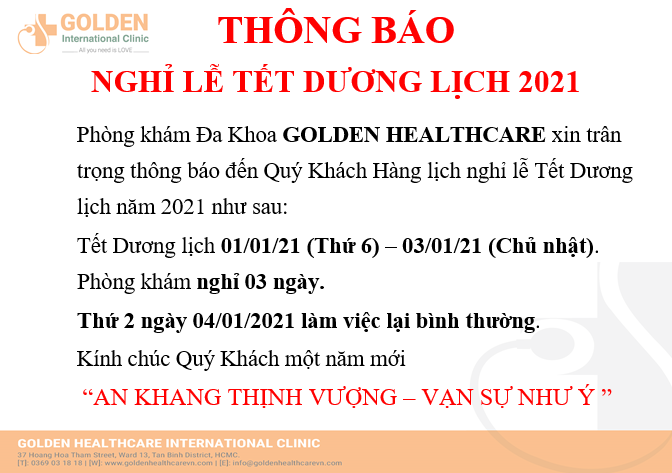 GOLDEN
International Clinic
All you need is LOVE
THÔNG BÁO
NGHỈ LỄ TẾT DƯƠNG LỊCH 2021
Phòng khám Đa Khoa GOLDEN HEALTHCARE xin trân
trọng thông báo đến Quý Khách Hàng lịch nghỉ lễ Tết Dương
lịch năm 2021 như sau:
Tết Dương lịch 01/01/21 (Thứ 6) – 03/01/21 (Chủ nhật).
Phòng khám nghỉ 03 ngày.
Thứ 2 ngày 04/01/2021 làm việc lại bình thường.
Kính chúc Quý Khách một năm mới
“AN KHANG THỊNH VƯỢNG – VẠN SỰ NHƯ Ý ”
GOLDEN HEALTHCARE INTERNATIONAL CLINIC
37 Hoang Hoa Tham Street, Ward 13, Tan Binh District, HCMC.
[T]: 0369 03 18 18 | [W]: www.goldenhealthcarevn.com | [E]: info@goldenhealthcarevn.com